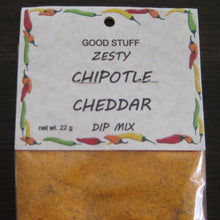 GOOD STUFF
ZESTY
CHIPOTLE
CHEDDAR
net wt. 22 g DIP MIX